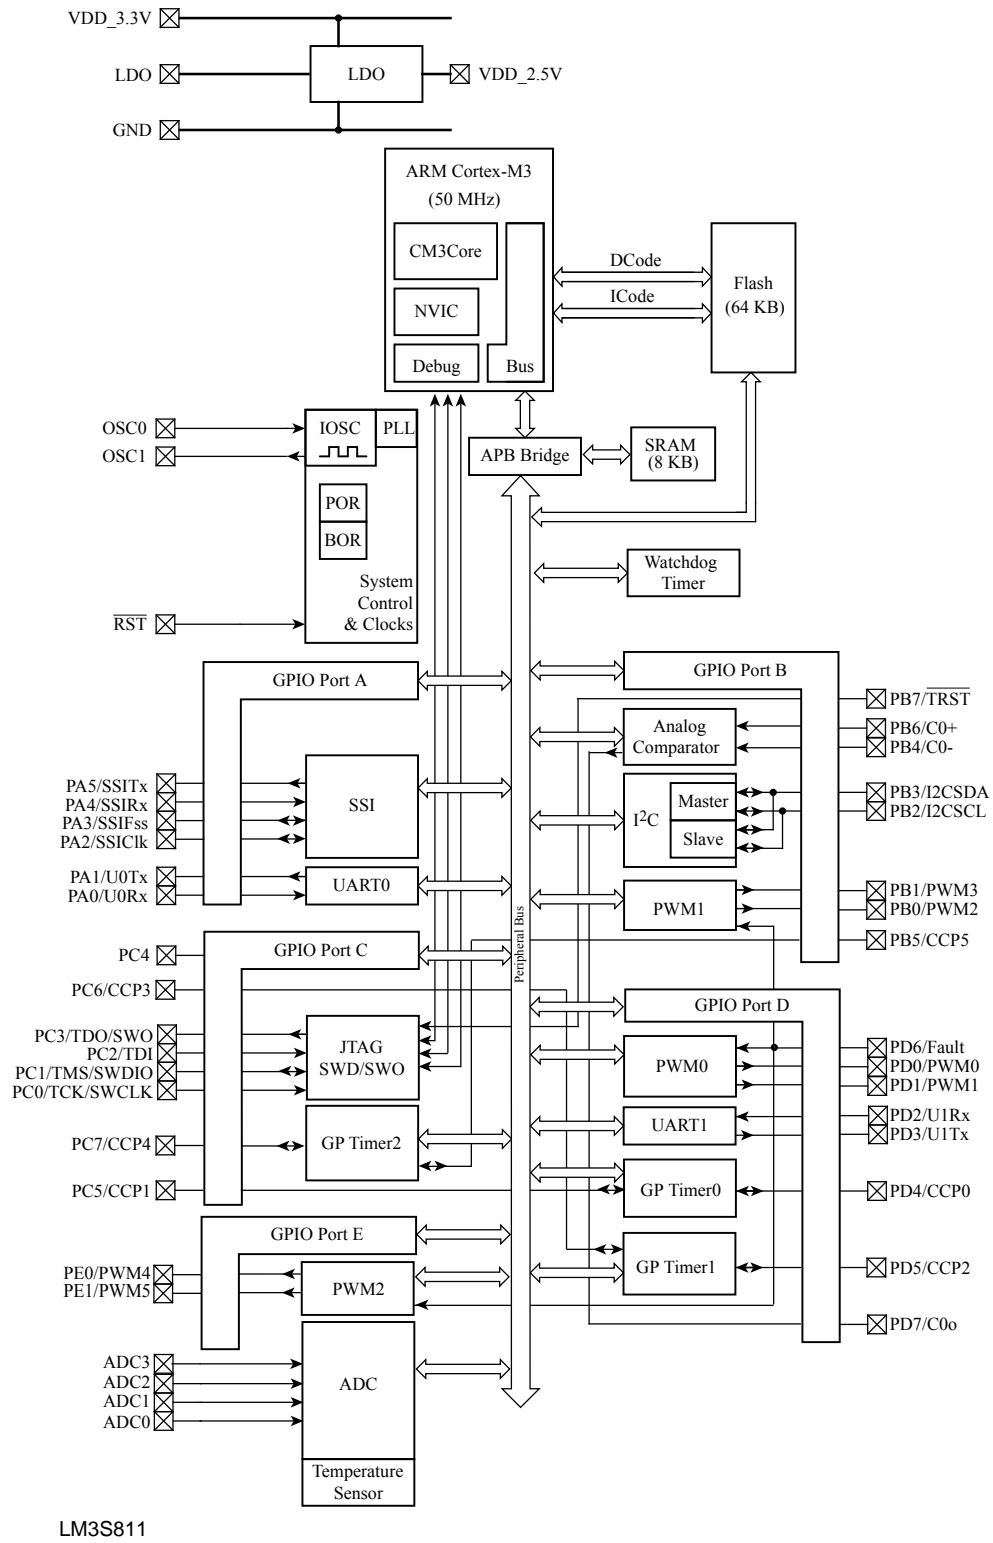 VDD_3.3V
LDO
LDO
VDD_2.5V
GND
ARM Cortex-M3
(50 MHz)
CM3Core
NVIC
Debug
Bus
DCode
ICode
Flash
(64 KB)
OSC0
OSC1
IOSC
PLL
POR
BOR
System
Control
& Clocks
RST
APB Bridge
SRAM
(8 KB)
Watchdog
Timer
GPIO Port A
PA5/SSITx
PA4/SSIRx
PA3/SSIFss
PA2/SSIClk
SSI
PA1/U0Tx
PA0/U0Rx
UART0
GPIO Port B
PB7/TRST
Analog
Comparator
PB6/C0+
PB4/C0-
I²C
Master
Slave
PB3/I2CSDA
PB2/I2CSCL
PWM1
PB1/PWM3
PB0/PWM2
PB5/CCP5
Peripheral Bus
GPIO Port C
PC4
PC6/CCP3
PC3/TDO/SWO
PC2/TDI
PC1/TMS/SWDIO
PC0/TCK/SWCLK
JTAG
SWD/SWO
PC7/CCP4
GP Timer2
PC5/CCP1
GPIO Port D
PWM0
PD6/Fault
PD0/PWM0
PD1/PWM1
UART1
PD2/U1Rx
PD3/U1Tx
GP Timer0
PD4/CCP0
GP Timer1
PD5/CCP2
PD7/C0o
GPIO Port E
PE0/PWM4
PE1/PWM5
PWM2
ADC3
ADC2
ADC1
ADC0
ADC
Temperature
Sensor
LM3S811